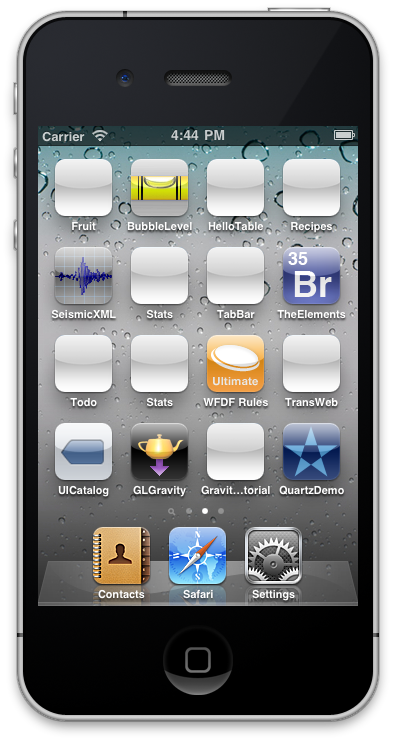 Carrier 4:44 PM
Fruit BubbleLevel HelloTable Recipes
35
Br
SeismicXML Stats TabBar TheElements
Ultimate
Todo Stats WFDF Rules TransWeb
UICatalog GLGravity Gravit...torial QuartzDemo
Contacts Safari Settings